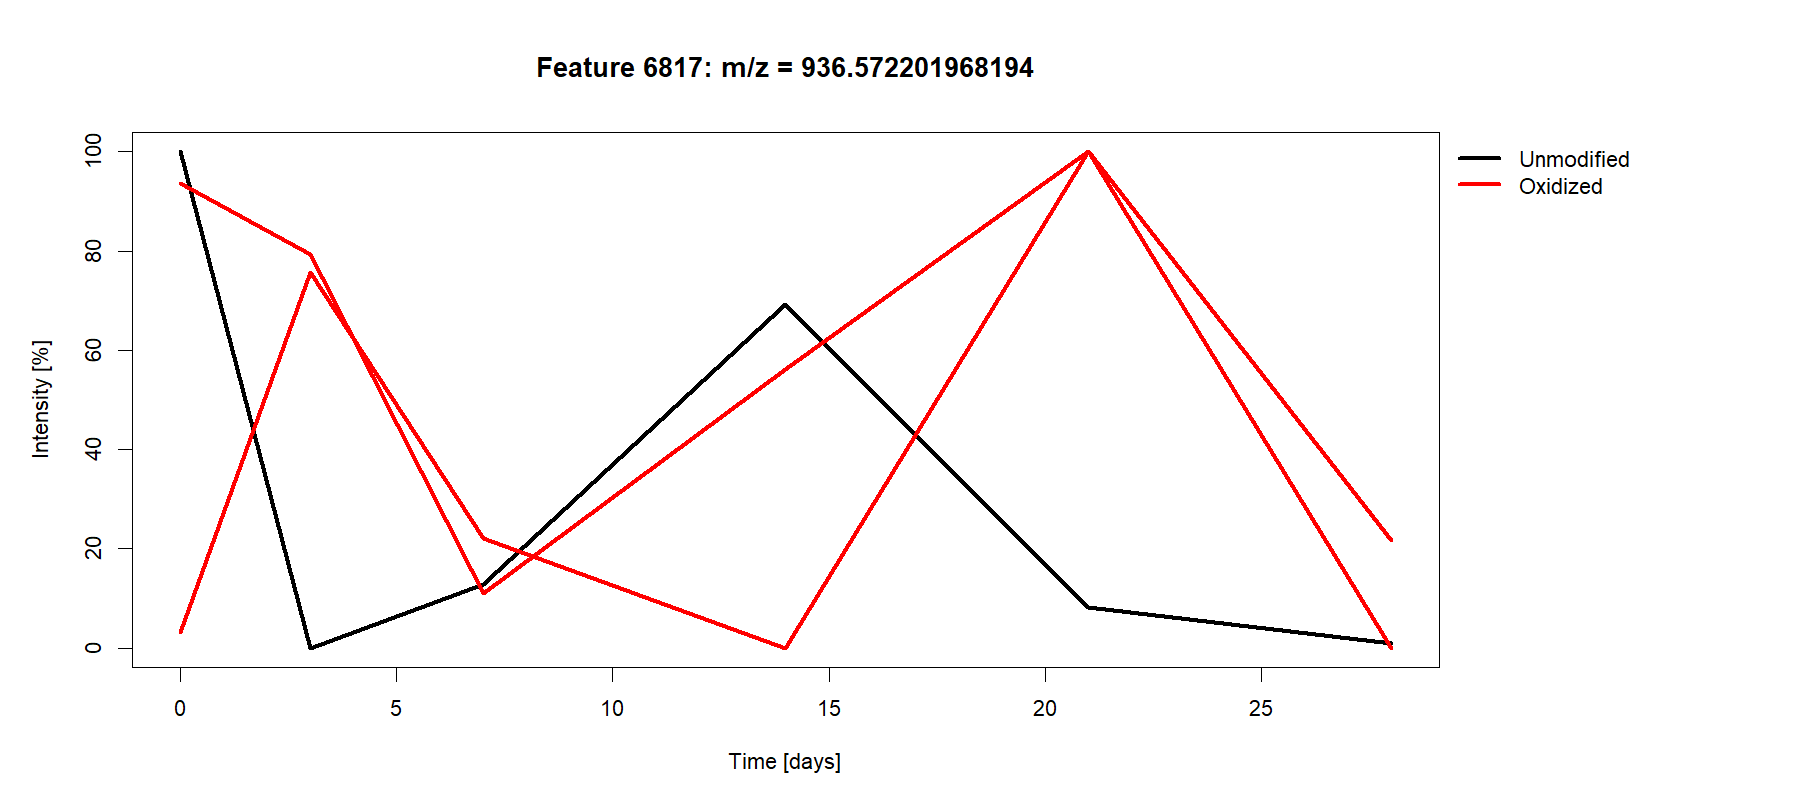 Feature 6817: m/z = 936.572201968194
Unmodified
Oxidized
Intensity [%]
100
80
60
40
20
0
0 5 10 15 20 25
Time [days]